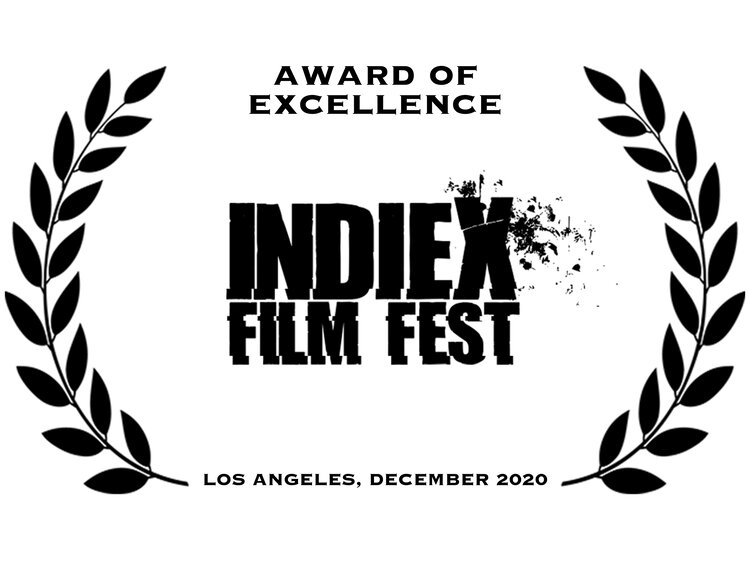 AWARD OF
EXCELLENCE
INDIEX
FILM FEST
LOS ANGELES, DECEMBER 2020